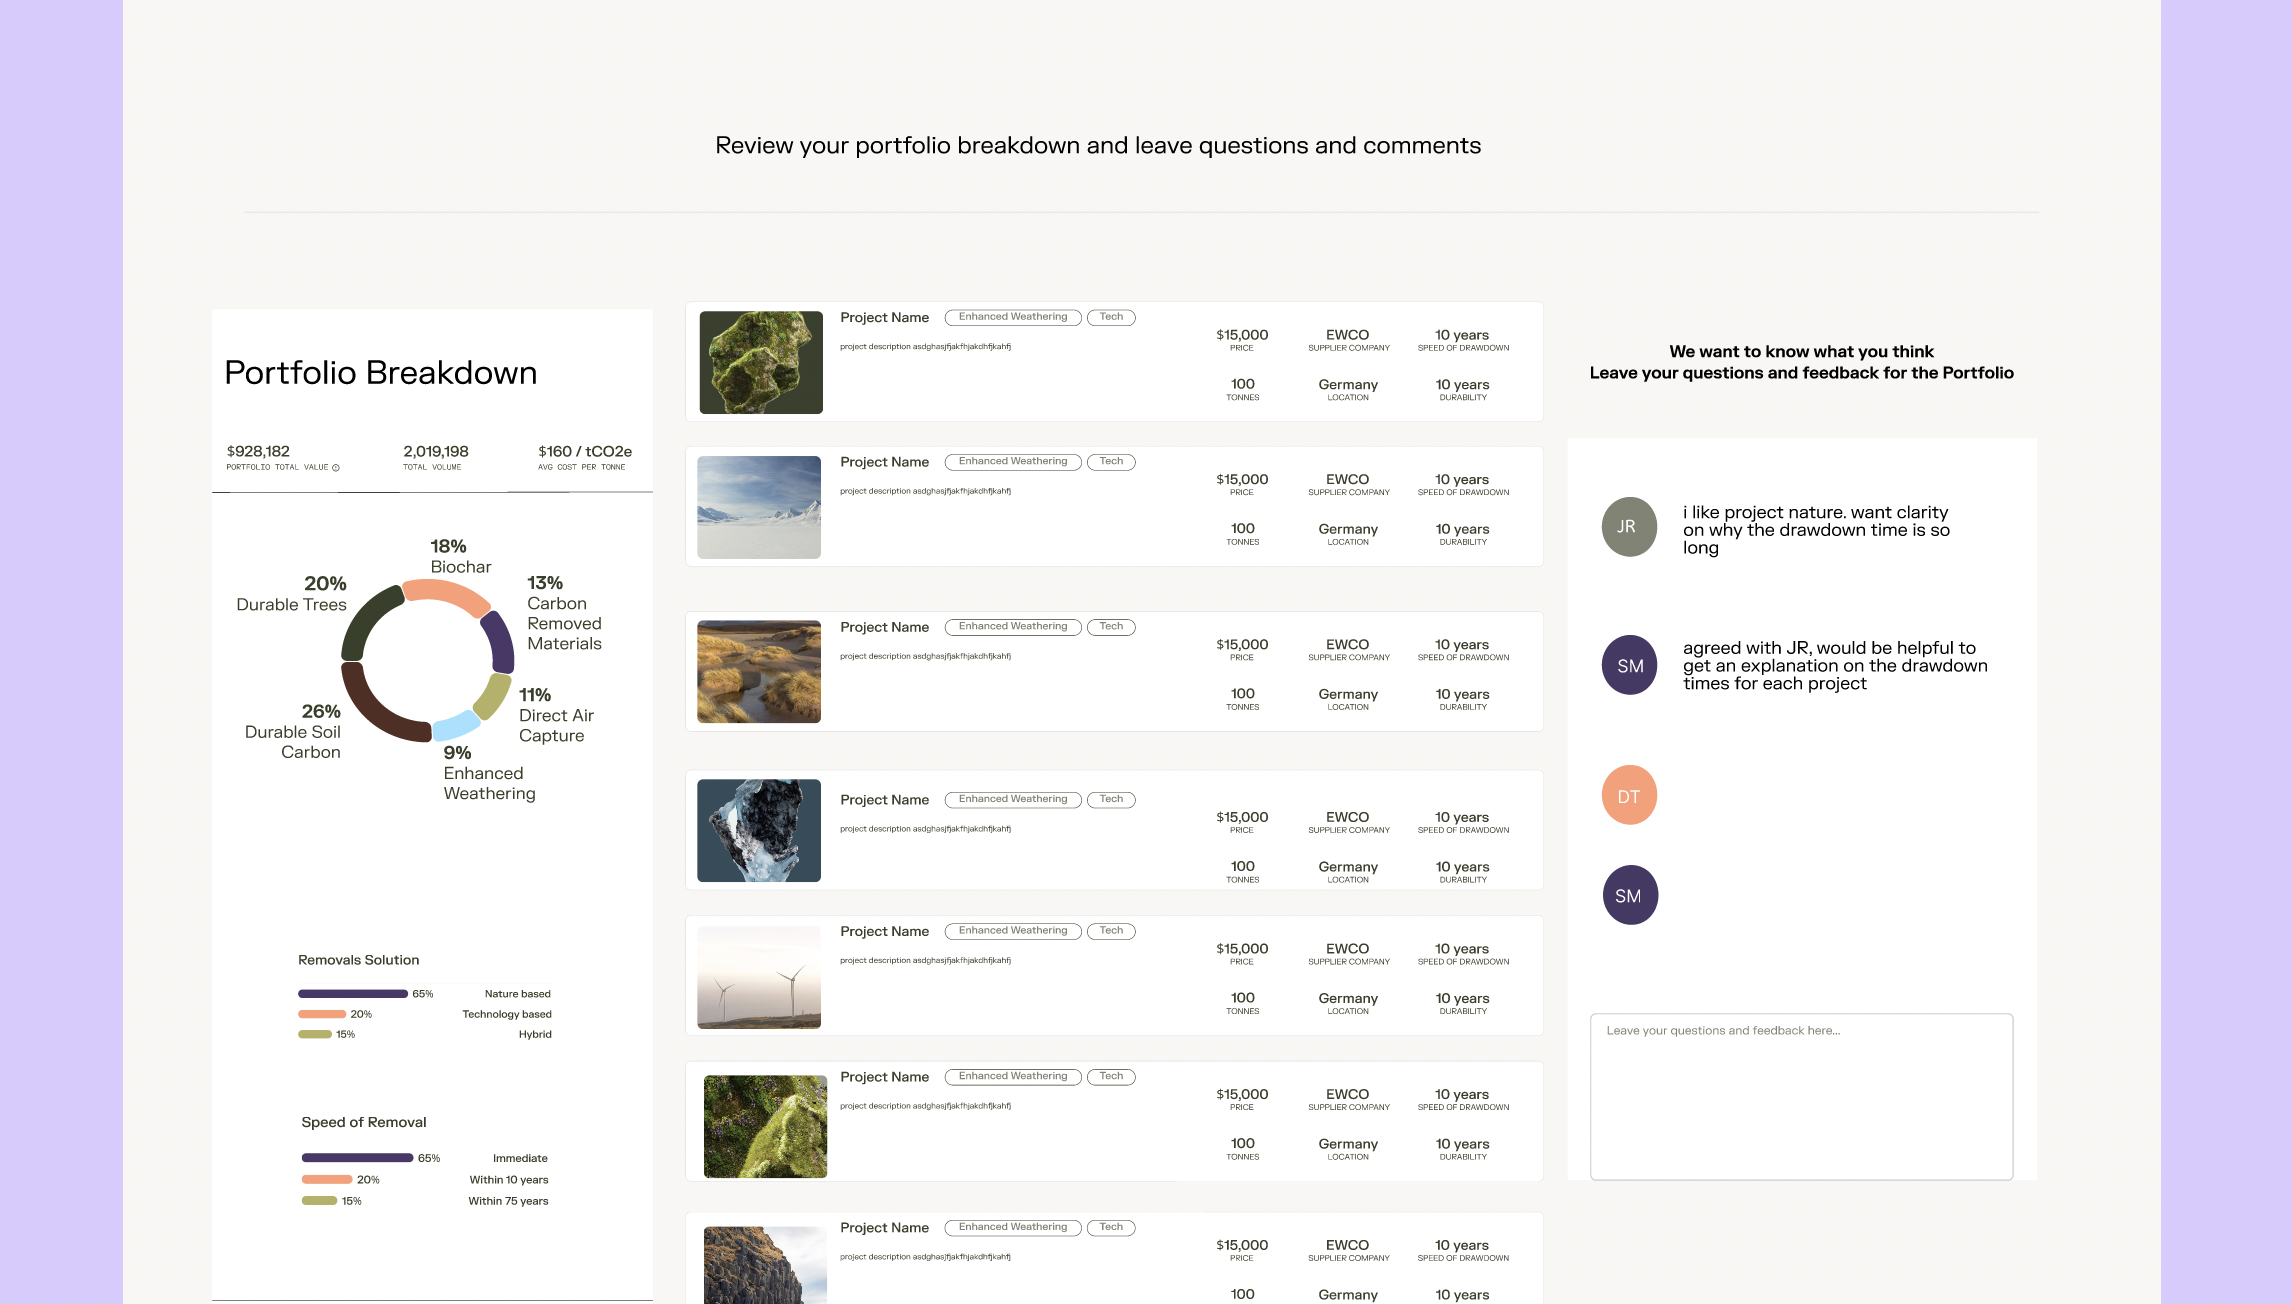 Review your portfolio breakdown and leave questions and comments
Portfolio Breakdown
$928,182
PORTFOLIO TOTAL VALUE
2,019,198
TOTAL VOLUME
$160 / tCO2e
AVG COST PER TONNE
18%
Biochar
20%
Durable Trees
13%
Carbon
Removed
Materials
11%
Direct Air
Capture
26%
Durable Soil
Carbon
9%
Enhanced
Weathering
Removals Solution
65% Nature based
20% Technology based
15% Hybrid
Speed of Removal
65% Immediate
20% Within 10 years
15% Within 75 years
Project Name Enhanced Weathering Tech
project description asdghasjfjakfhjakdhfjkahfj
$15,000 EWCO 10 years
PRICE SUPPLIER COMPANY SPEED OF DRAWDOWN
100 Germany 10 years
TONNES LOCATION DURABILITY
Project Name Enhanced Weathering Tech
project description asdghasjfjakfhjakdhfjkahfj
$15,000 EWCO 10 years
PRICE SUPPLIER COMPANY SPEED OF DRAWDOWN
100 Germany 10 years
TONNES LOCATION DURABILITY
Project Name Enhanced Weathering Tech
project description asdghasjfjakfhjakdhfjkahfj
$15,000 EWCO 10 years
PRICE SUPPLIER COMPANY SPEED OF DRAWDOWN
100 Germany 10 years
TONNES LOCATION DURABILITY
Project Name Enhanced Weathering Tech
project description asdghasjfjakfhjakdhfjkahfj
$15,000 EWCO 10 years
PRICE SUPPLIER COMPANY SPEED OF DRAWDOWN
100 Germany 10 years
TONNES LOCATION DURABILITY
Project Name Enhanced Weathering Tech
project description asdghasjfjakfhjakdhfjkahfj
$15,000 EWCO 10 years
PRICE SUPPLIER COMPANY SPEED OF DRAWDOWN
100 Germany 10 years
TONNES LOCATION DURABILITY
Project Name Enhanced Weathering Tech
project description asdghasjfjakfhjakdhfjkahfj
$15,000 EWCO 10 years
PRICE SUPPLIER COMPANY SPEED OF DRAWDOWN
100 Germany 10 years
TONNES LOCATION DURABILITY
Project Name Enhanced Weathering Tech
project description asdghasjfjakfhjakdhfjkahfj
$15,000 EWCO 10 years
PRICE SUPPLIER COMPANY SPEED OF DRAWDOWN
100 Germany 10 years
We want to know what you think
Leave your questions and feedback for the Portfolio
JR
i like project nature. want clarity
on why the drawdown time is so
long
SM
agreed with JR, would be helpful to
get an explanation on the drawdown
times for each project
DT
SM
Leave your questions and feedback here...